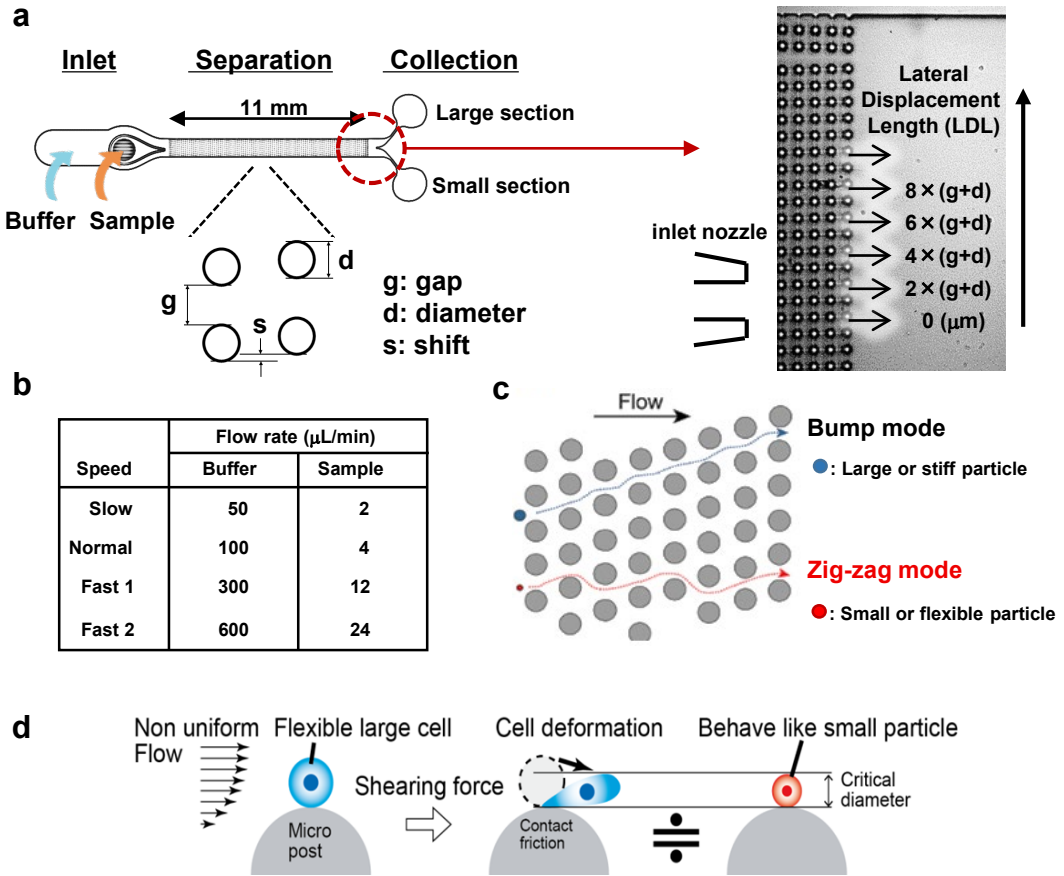 a
Inlet
Separation
Collection
11 mm
Large section
Small section
Buffer
Sample
g
s
d
g: gap
d: diameter
s: shift
inlet nozzle
Lateral
Displacement
Length (LDL)
8×(g+d)
6×(g+d)
4×(g+d)
2×(g+d)
0 (μm)
b
Flow rate (μL/min)
Speed Buffer Sample
Slow 50 2
Normal 100 4
Fast 1 300 12
Fast 2 600 24
c
Flow
Bump mode
: Large or stiff particle
Zig-zag mode
: Small or flexible particle
d
Non uniform
Flow
Flexible large cell
Micro
post
Shearing force
Cell deformation
Contact
friction
÷
Behave like small particle
Critical
diameter